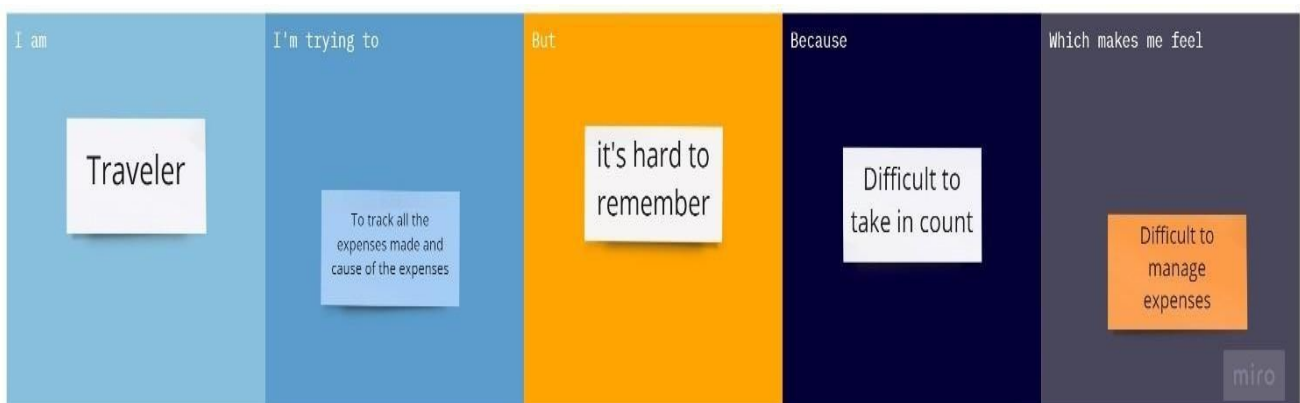 I am
Traveler
I'm trying to
To track all the
expenses made and
cause of the expenses
But
it's hard to
remember
Because
Difficult to
take in count
Which makes me feel
Difficult to
manage
expenses
miro